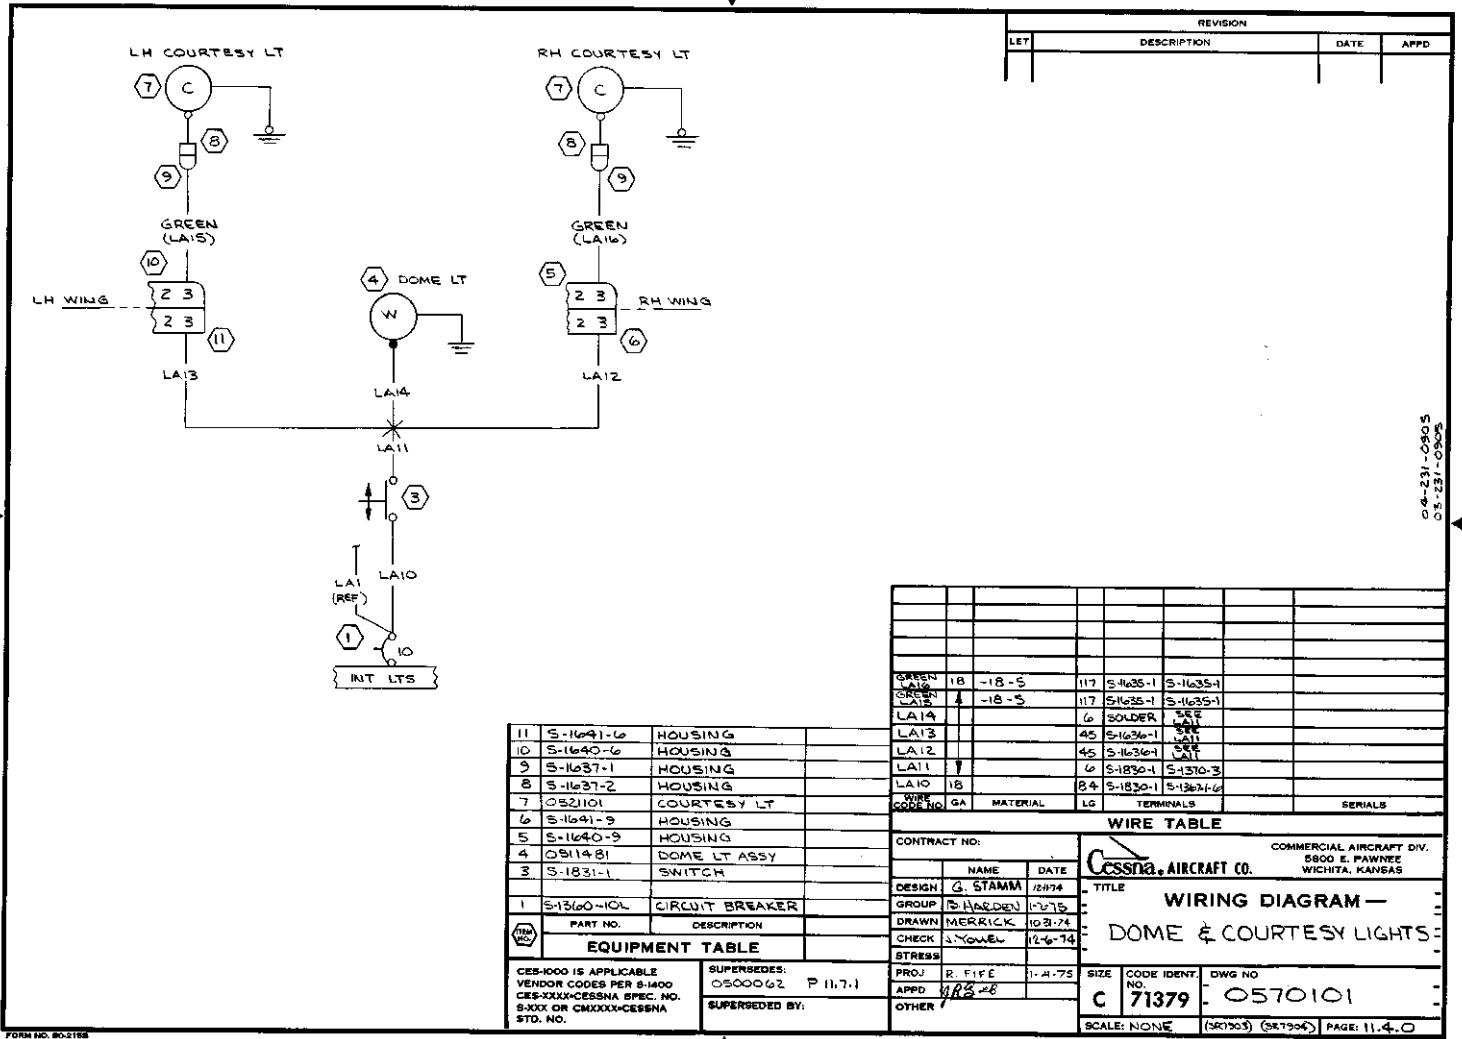 REVISION
LET DESCRIPTION DATE APPD
LH COURTESY LT
7 C
8
9
GREEN
(LA15)
10
2 3
LH WING
2 3
11
LA13
RH COURTESY LT
7 C
8
9
GREEN
(LA16)
5
2 3
RH WING
2 3
6
LA12
4 DOME LT
W
LA14
LA11
3
LA10
LA1
(REF)
1
10
INT LTS
04-231-0905
03-231-0905
GREEN LA16 18 -18-5 117 S-1635-1 S-1635-1
GREEN LA15 -18-5 117 S-1635-1 S-1635-1
LA14 6 SOLDER SEE LA11
LA13 45 S-1636-1 SEE LA11
LA12 45 S-1636-1 SEE LA11
LA11 6 S-1830-1 S-1370-3
LA10 18 84 S-1830-1
WIRE CODE NO. GA MATERIAL LG TERMINALS SERIALS
WIRE TABLE
11 S-1641-6 HOUSING
10 S-1640-6 HOUSING
9 S-1637-1 HOUSING
8 S-1637-2 HOUSING
7 0521101 COURTESY LT
6 S-1641-9 HOUSING
5 S-1640-9 HOUSING
4 0511481 DOME LT ASSY
3 S-1831-1 SWITCH
1 S-1360-10L CIRCUIT BREAKER
ITEM NO. PART NO. DESCRIPTION
EQUIPMENT TABLE
CES-1000 IS APPLICABLE
VENDOR CODES PER S-1400
CES-XXXX=CESSNA SPEC. NO.
S-XXX OR CMXXXX=CESSNA
STD. NO.
SUPERSEDES:
0500062 P 11.7.1
SUPERSEDED BY:
CONTRACT NO:
NAME DATE
DESIGN G. STAMM
GROUP B. HARDEN 1-2-75
DRAWN MERRICK 10-31-74
CHECK J. YOWEL 12-6-74
STRESS
PROJ R. FIFE
APPD
OTHER
Cessna AIRCRAFT CO.
COMMERCIAL AIRCRAFT DIV.
5800 E. PAWNEE
WICHITA, KANSAS
TITLE
WIRING DIAGRAM —
DOME & COURTESY LIGHTS
SIZE C
CODE IDENT. NO. 71379
DWG NO 0570101
SCALE: NONE (SK7903) (SK7904) PAGE: 11.4.0